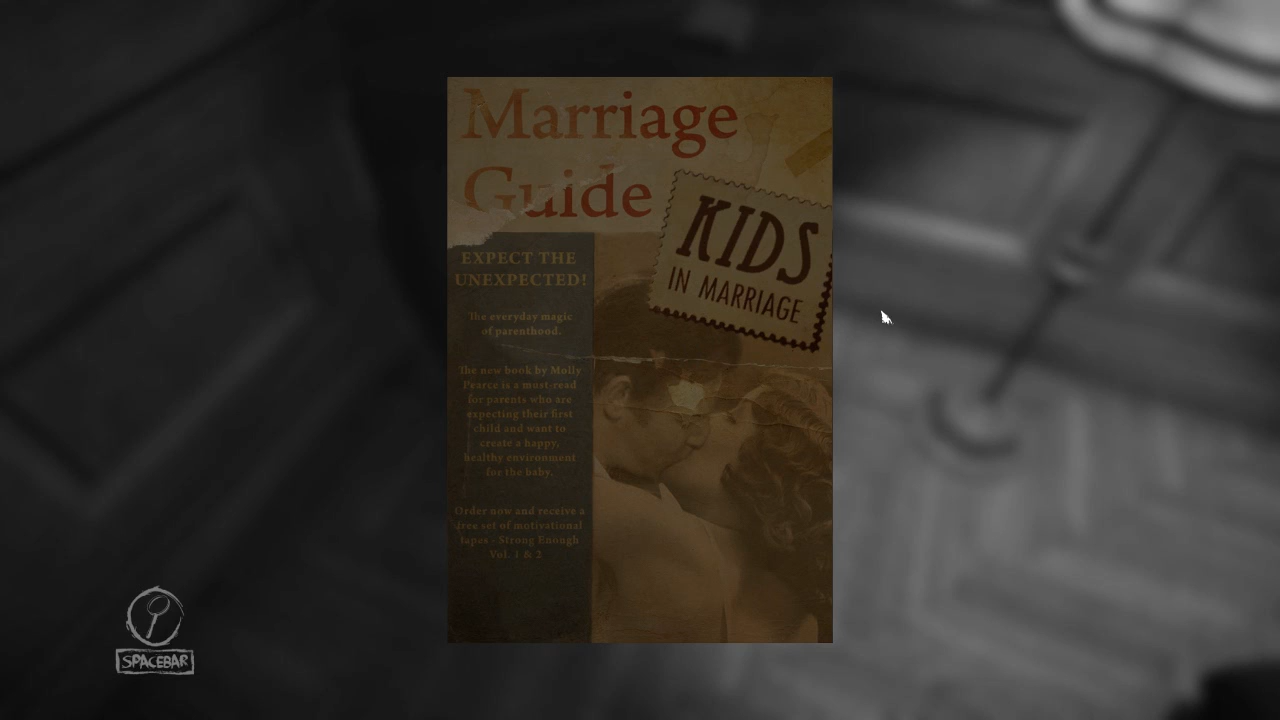 Marriage
Guide
KIDS
IN MARRIAGE
EXPECT THE
UNEXPECTED!
The everyday magic
of parenthood.
The new book by Molly
Pearce is a must-read
for parents who are
expecting their first
child and want to
create a happy,
healthy environment
for the baby.
Order now and receive a
free set of motivational
tapes - Strong Enough
Vol. 1 & 2
SPACEBAR